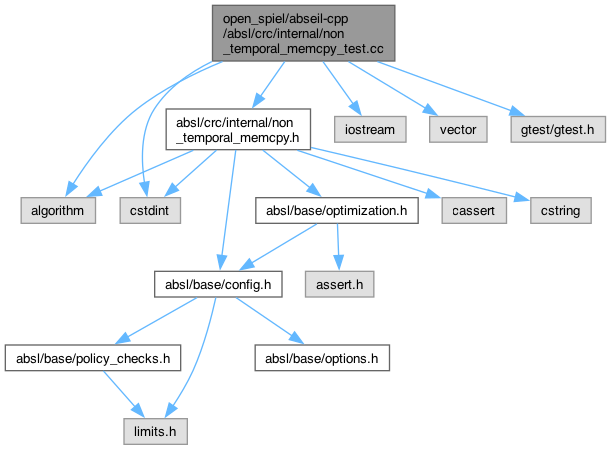 open_spiel/abseil-cpp
/absl/crc/internal/non
_temporal_memcpy_test.cc
absl/crc/internal/non
_temporal_memcpy.h
iostream
vector
gtest/gtest.h
algorithm
cstdint
absl/base/optimization.h
cassert
cstring
absl/base/config.h
assert.h
absl/base/policy_checks.h
absl/base/options.h
limits.h